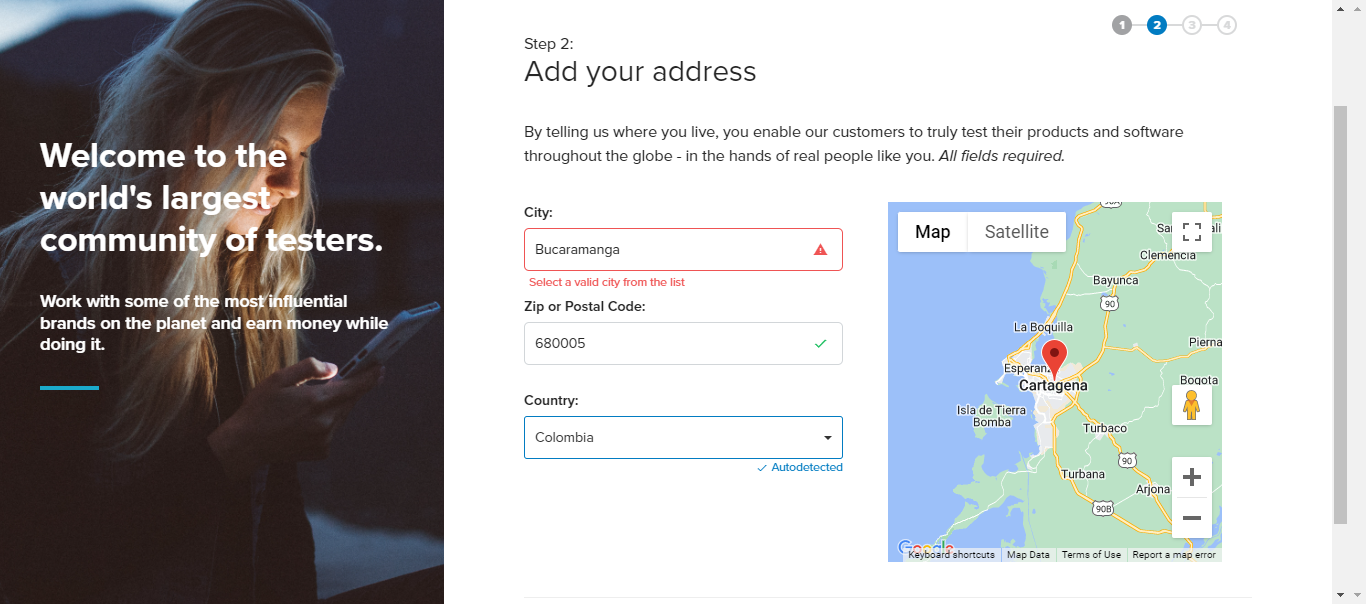 Welcome to the
world's largest
community of testers.
Work with some of the most influential
brands on the planet and earn money while
doing it.
1 2 3 4
Step 2:
Add your address
By telling us where you live, you enable our customers to truly test their products and software
throughout the globe - in the hands of real people like you. All fields required.
City:
Bucaramanga
Select a valid city from the list
Zip or Postal Code:
680005
Country:
Colombia
Autodetected
Map
Satellite
90A
Clemencia
Bayunca
90
La Boquilla
Pierna
Cartagena
Bogota
Isla de Tierra
Bomba
Turbaco
90
Turbana
Arjona
90B
Google
Keyboard shortcuts
Map Data
Terms of Use
Report a map error